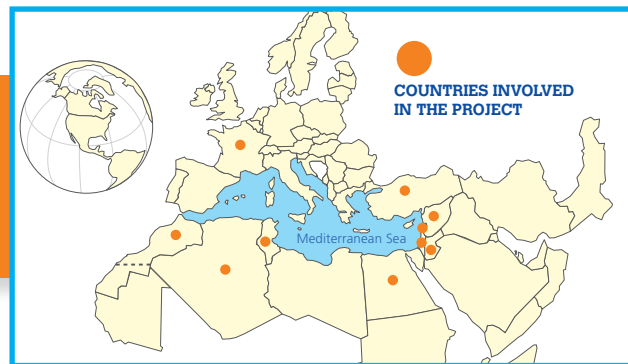 COUNTRIES INVOLVED
IN THE PROJECT
Mediterranean Sea